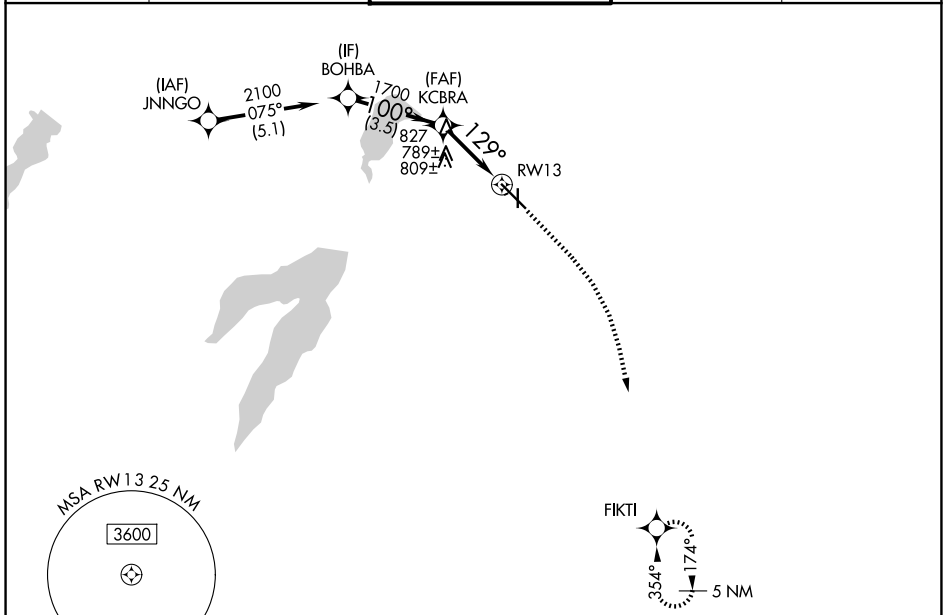 (IAF)
JNNGO
2100
075°
(5.1)
(IF)
BOHBA
1700
100°
(3.5)
(FAF)
KCBRA
827
789±
809±
129°
RW13
MSA RW13 25 NM
3600
FIKTI
354°
174°
5 NM